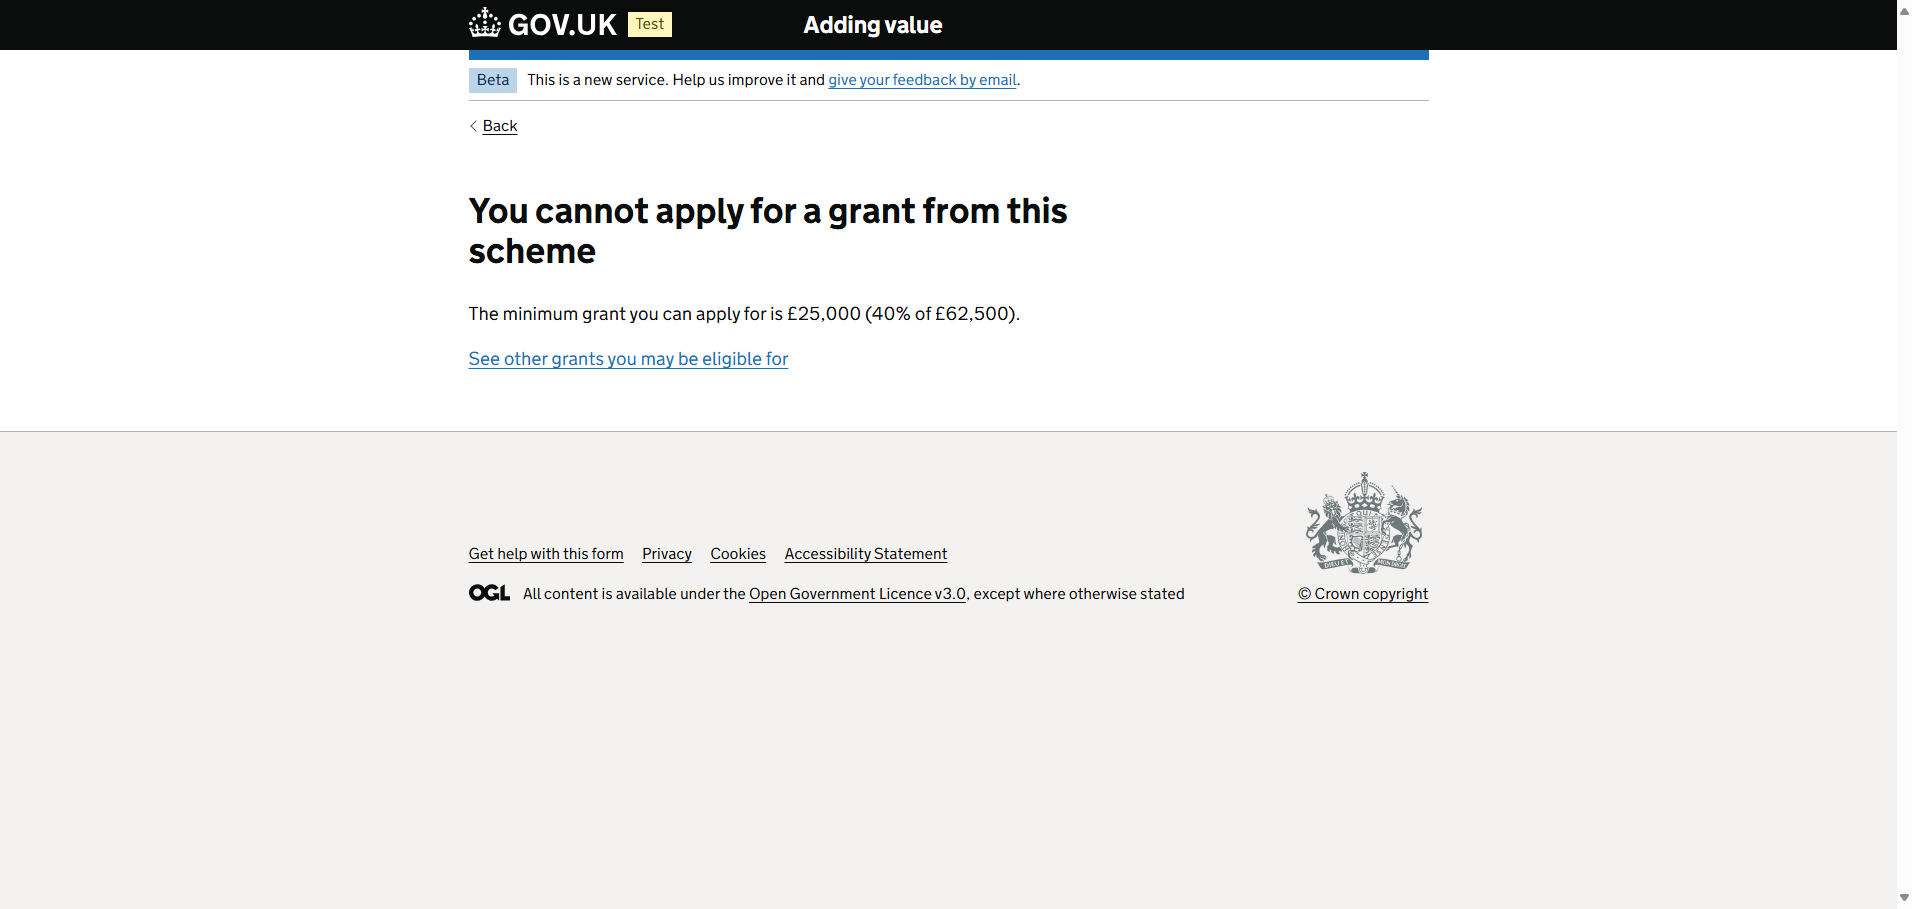 GOV.UK Test Adding value
Beta This is a new service. Help us improve it and give your feedback by email.
Back
You cannot apply for a grant from this
scheme
The minimum grant you can apply for is £25,000 (40% of £62,500).
See other grants you may be eligible for
Get help with this form Privacy Cookies Accessibility Statement
OGL All content is available under the Open Government Licence v3.0, except where otherwise stated
© Crown copyright